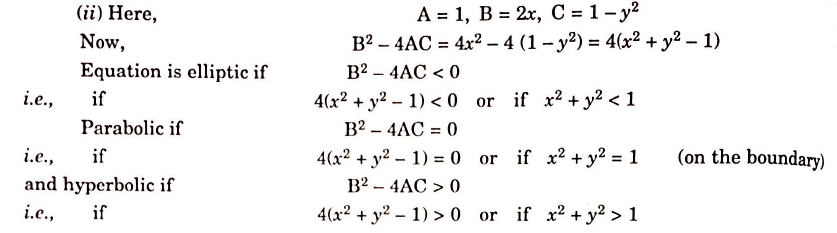 (ii) Here, A = 1, B = 2x, C = 1 – y²
Now, B² – 4AC = 4x² – 4 (1 – y²) = 4(x² + y² – 1)
Equation is elliptic if B² – 4AC < 0
i.e., if 4(x² + y² – 1) < 0 or if x² + y² < 1
Parabolic if B² – 4AC = 0
i.e., if 4(x² + y² – 1) = 0 or if x² + y² = 1 (on the boundary)
and hyperbolic if B² – 4AC > 0
i.e., if 4(x² + y² – 1) > 0 or if x² + y² > 1